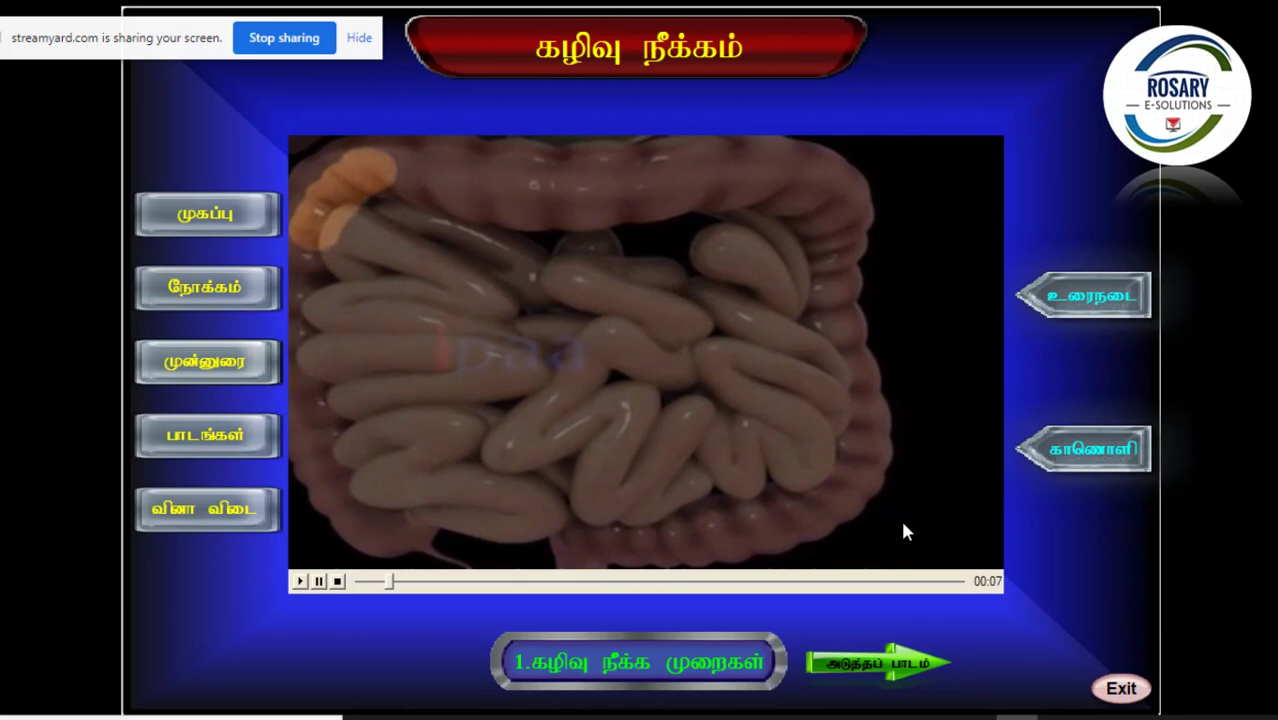 streamyard.com is sharing your screen.
Stop sharing
Hide
கழிவு நீக்கம்
ROSARY
E-SOLUTIONS
முகப்பு
நோக்கம்
முன்னுரை
பாடங்கள்
வினா விடை
உரைநடை
காணொளி
00:07
1.கழிவு நீக்க முறைகள்
அடுத்தப் பாடம்
Exit